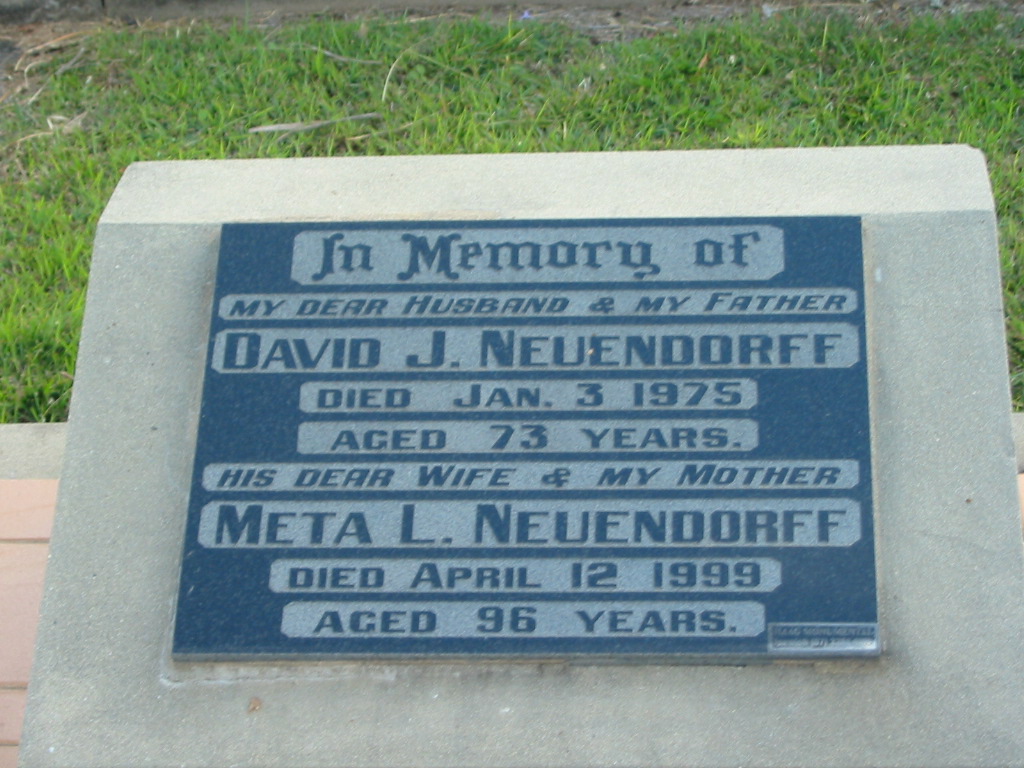 In Memory of
MY DEAR HUSBAND & MY FATHER
DAVID J. NEUENDORFF
DIED JAN. 3 1975
AGED 73 YEARS.
HIS DEAR WIFE & MY MOTHER
META L. NEUENDORFF
DIED APRIL 12 1999
AGED 96 YEARS.
MONUMENTAL